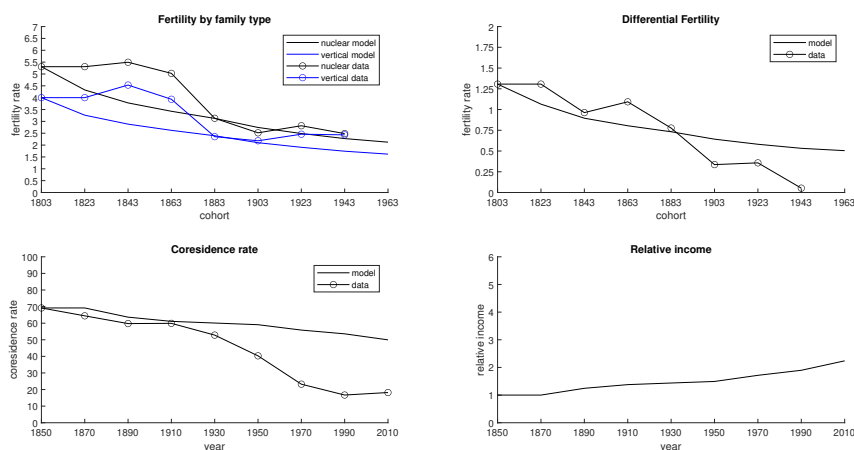 Fertility by family type
7
6.5
6
5.5
5
4.5
4
3.5
3
2.5
2
1.5
1
0.5
0
fertility rate
nuclear model
vertical model
nuclear data
vertical data
1803 1823 1843 1863 1883 1903 1923 1943 1963
cohort
Differential Fertility
2
1.75
1.5
1.25
1
0.75
0.5
0.25
0
fertility rate
model
data
1803 1823 1843 1863 1883 1903 1923 1943 1963
cohort
Coresidence rate
100
90
80
70
60
50
40
30
20
10
0
coresidence rate
model
data
1850 1870 1890 1910 1930 1950 1970 1990 2010
year
Relative income
6
5
4
3
2
1
0
relative income
1850 1870 1890 1910 1930 1950 1970 1990 2010
year